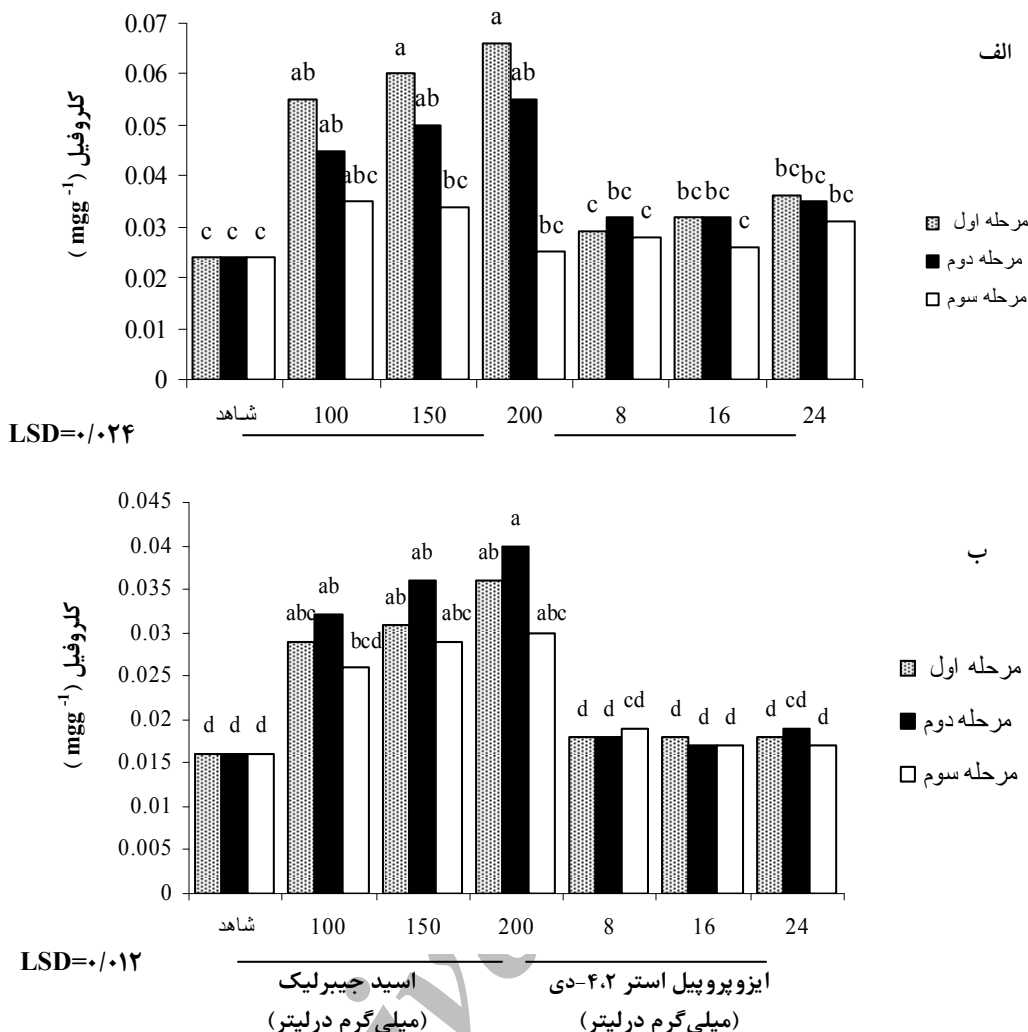 الف
کلروفیل ( mgg -1 )
0.07
0.06
0.05
0.04
0.03
0.02
0.01
0
c c c
ab ab abc
a ab bc
a ab bc
c bc c
bc bc c
bc bc bc
مرحله اول
مرحله دوم
مرحله سوم
شاهد 100 150 200 8 16 24
LSD=۰/۰۲۴
ب
کلروفیل ( mgg -1 )
0.045
0.04
0.035
0.03
0.025
0.02
0.015
0.01
0.005
0
d d d
abc ab bcd
ab ab abc
ab a abc
d d cd
d d d
d cd d
مرحله اول
مرحله دوم
مرحله سوم
شاهد 100 150 200 8 16 24
LSD=۰/۰۱۲
اسید جیبرلیک
(میلی‌گرم درلیتر)
ایزوپروپیل استر ۴،۲-دی
(میلی‌گرم درلیتر)